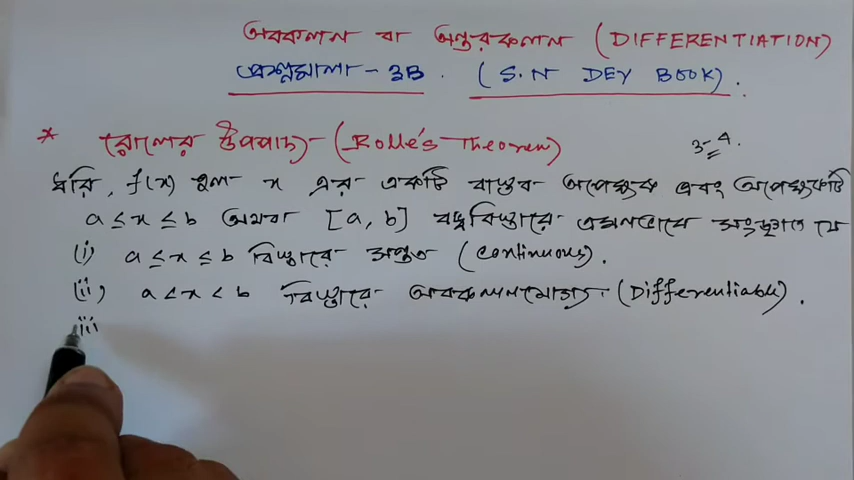 অবকলন বা অন্তরকলন (DIFFERENTIATION)
প্রশ্নমালা - 3B. (S.N DEY BOOK).
* রোলের উপপাদ্য - (Rolle's Theorem)
3-4.
ধরি, f(x) হল x এর একটি বাস্তব অপেক্ষক এবং অপেক্ষকটি
a ≤ x ≤ b অথবা [a, b] বদ্ধবিস্তারে এমনভাবে সংজ্ঞাত যে
(i) a ≤ x ≤ b বিস্তারে সন্তত (continuous).
(ii) a < x < b বিস্তারে অবকলনযোগ্য (Differentiable).
iii